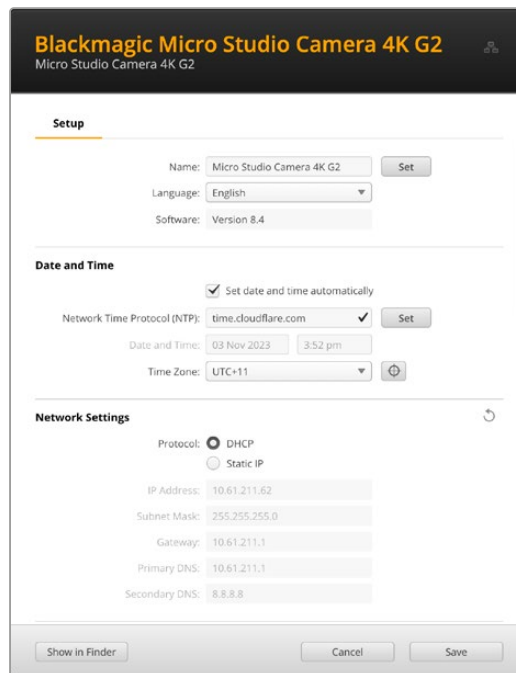 Blackmagic Micro Studio Camera 4K G2
Micro Studio Camera 4K G2
Setup
Name: Micro Studio Camera 4K G2 Set
Language: English
Software: Version 8.4
Date and Time
Set date and time automatically
Network Time Protocol (NTP): time.cloudflare.com Set
Date and Time: 03 Nov 2023 3:52 pm
Time Zone: UTC+11
Network Settings
Protocol: DHCP
Static IP
IP Address: 10.61.211.62
Subnet Mask: 255.255.255.0
Gateway: 10.61.211.1
Primary DNS: 10.61.211.1
Secondary DNS: 8.8.8.8
Show in Finder Cancel Save